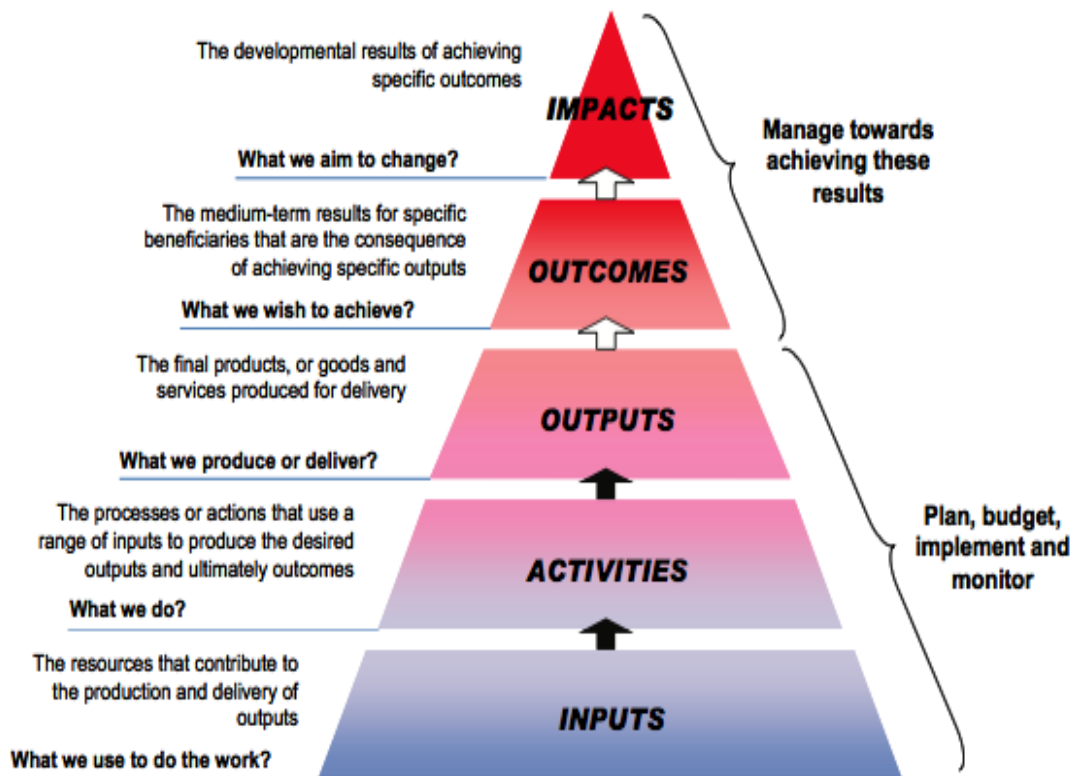 The developmental results of achieving
specific outcomes
IMPACTS
What we aim to change?
Manage towards
achieving these
results
The medium-term results for specific
beneficiaries that are the consequence
of achieving specific outputs
OUTCOMES
What we wish to achieve?
The final products, or goods and
services produced for delivery
OUTPUTS
What we produce or deliver?
The processes or actions that use a
range of inputs to produce the desired
outputs and ultimately outcomes
ACTIVITIES
What we do?
Plan, budget,
implement and
monitor
The resources that contribute to
the production and delivery of
outputs
INPUTS
What we use to do the work?